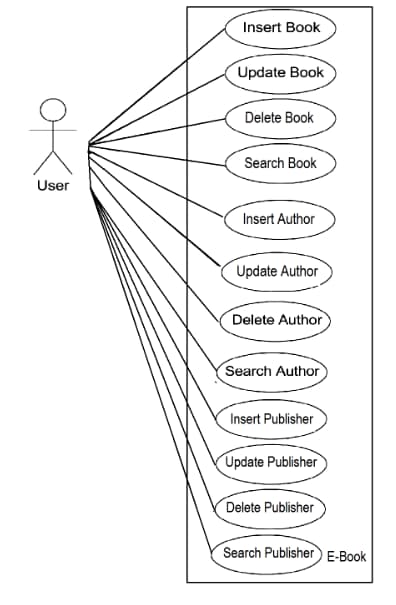 Insert Book
Update Book
Delete Book
Search Book
User
Insert Author
Update Author
Delete Author
Search Author
Insert Publisher
Update Publisher
Delete Publisher
Search Publisher
E-Book